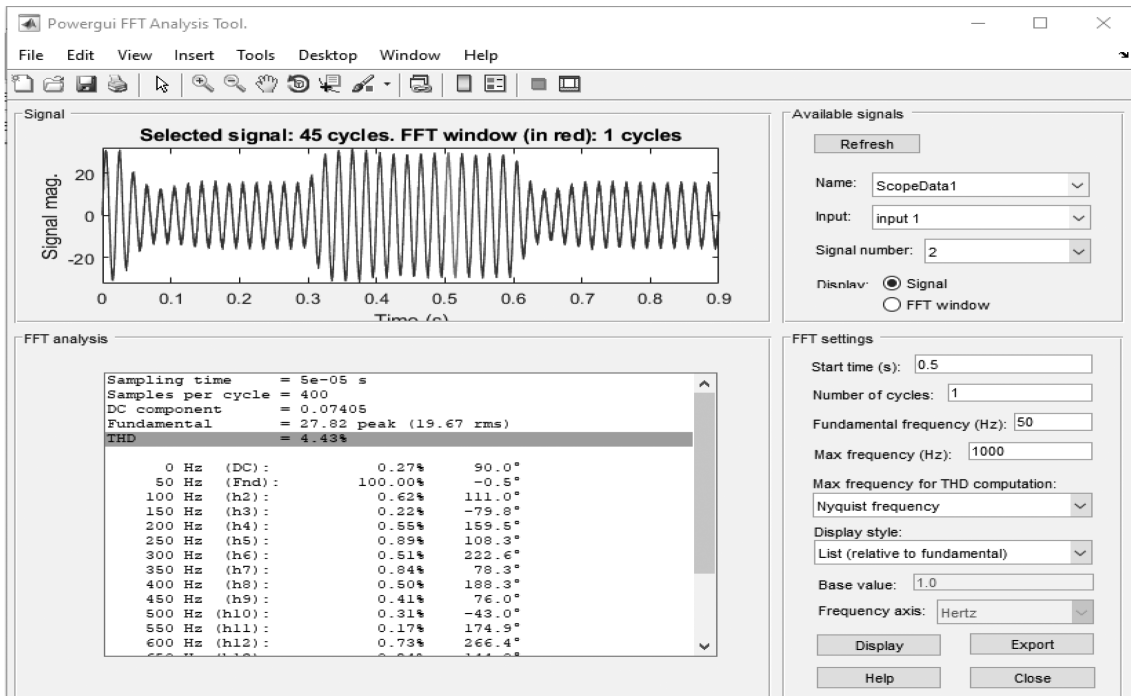 Powergui FFT Analysis Tool.
File Edit View Insert Tools Desktop Window Help
Signal
Selected signal: 45 cycles. FFT window (in red): 1 cycles
Signal mag.
20
0
-20
0 0.1 0.2 0.3 0.4 0.5 0.6 0.7 0.8 0.9
Time (s)
Available signals
Refresh
Name: ScopeData1
Input: input 1
Signal number: 2
Display: Signal
FFT window
FFT analysis
Sampling time = 5e-05 s
Samples per cycle = 400
DC component = 0.07405
Fundamental = 27.82 peak (19.67 rms)
THD = 4.43%
0 Hz (DC): 0.27% 90.0°
50 Hz (Fnd): 100.00% -0.5°
100 Hz (h2): 0.62% 111.0°
150 Hz (h3): 0.22% -79.8°
200 Hz (h4): 0.55% 159.5°
250 Hz (h5): 0.89% 108.3°
300 Hz (h6): 0.51% 222.6°
350 Hz (h7): 0.84% 78.3°
400 Hz (h8): 0.50% 188.3°
450 Hz (h9): 0.41% 76.0°
500 Hz (h10): 0.31% -43.0°
550 Hz (h11): 0.17% 174.9°
600 Hz (h12): 0.73% 266.4°
FFT settings
Start time (s): 0.5
Number of cycles: 1
Fundamental frequency (Hz): 50
Max frequency (Hz): 1000
Max frequency for THD computation:
Nyquist frequency
Display style:
List (relative to fundamental)
Base value: 1.0
Frequency axis: Hertz
Display Export
Help Close